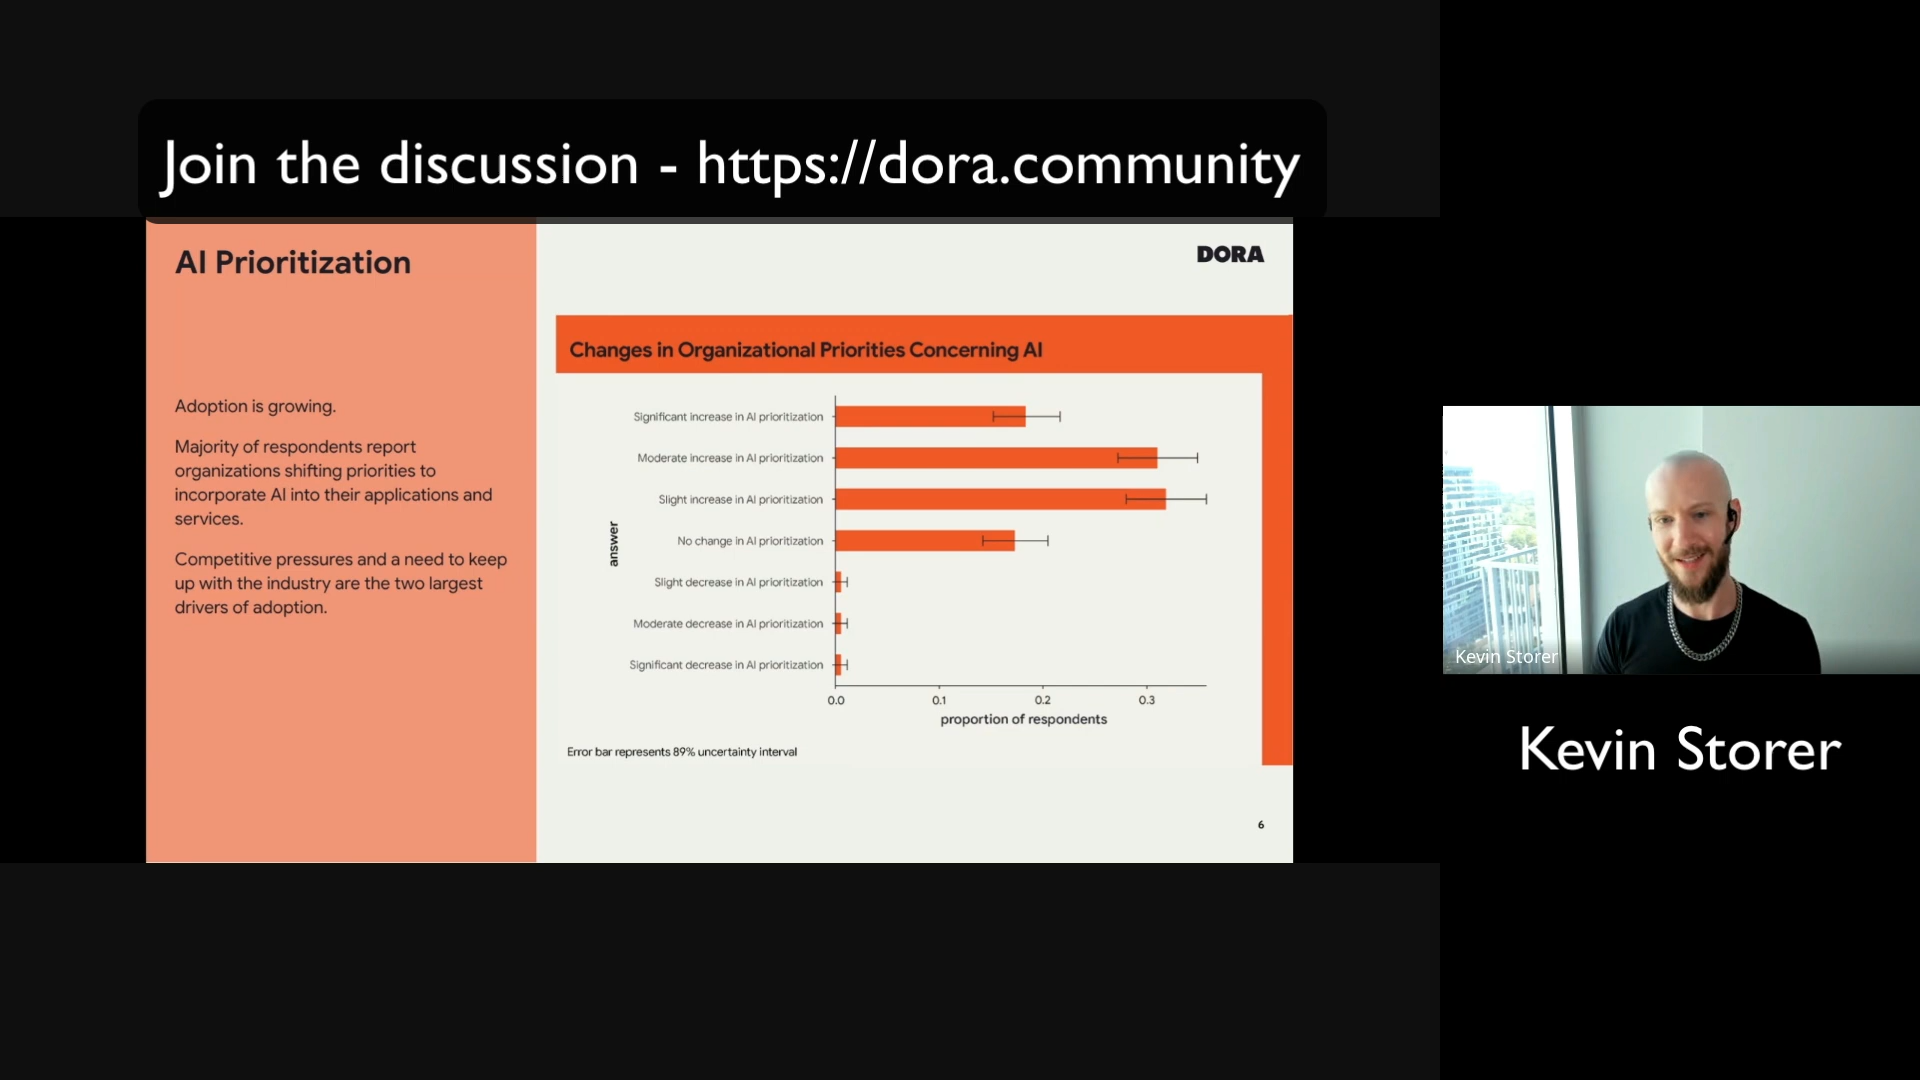 Join the discussion - https://dora.community
AI Prioritization
Adoption is growing.
Majority of respondents report
organizations shifting priorities to
incorporate AI into their applications and
services.
Competitive pressures and a need to keep
up with the industry are the two largest
drivers of adoption.
DORA
Changes in Organizational Priorities Concerning AI
answer
Significant increase in AI prioritization
Moderate increase in AI prioritization
Slight increase in AI prioritization
No change in AI prioritization
Slight decrease in AI prioritization
Moderate decrease in AI prioritization
Significant decrease in AI prioritization
0.0 0.1 0.2 0.3
proportion of respondents
Error bar represents 89% uncertainty interval
6
Kevin Storer
Kevin Storer